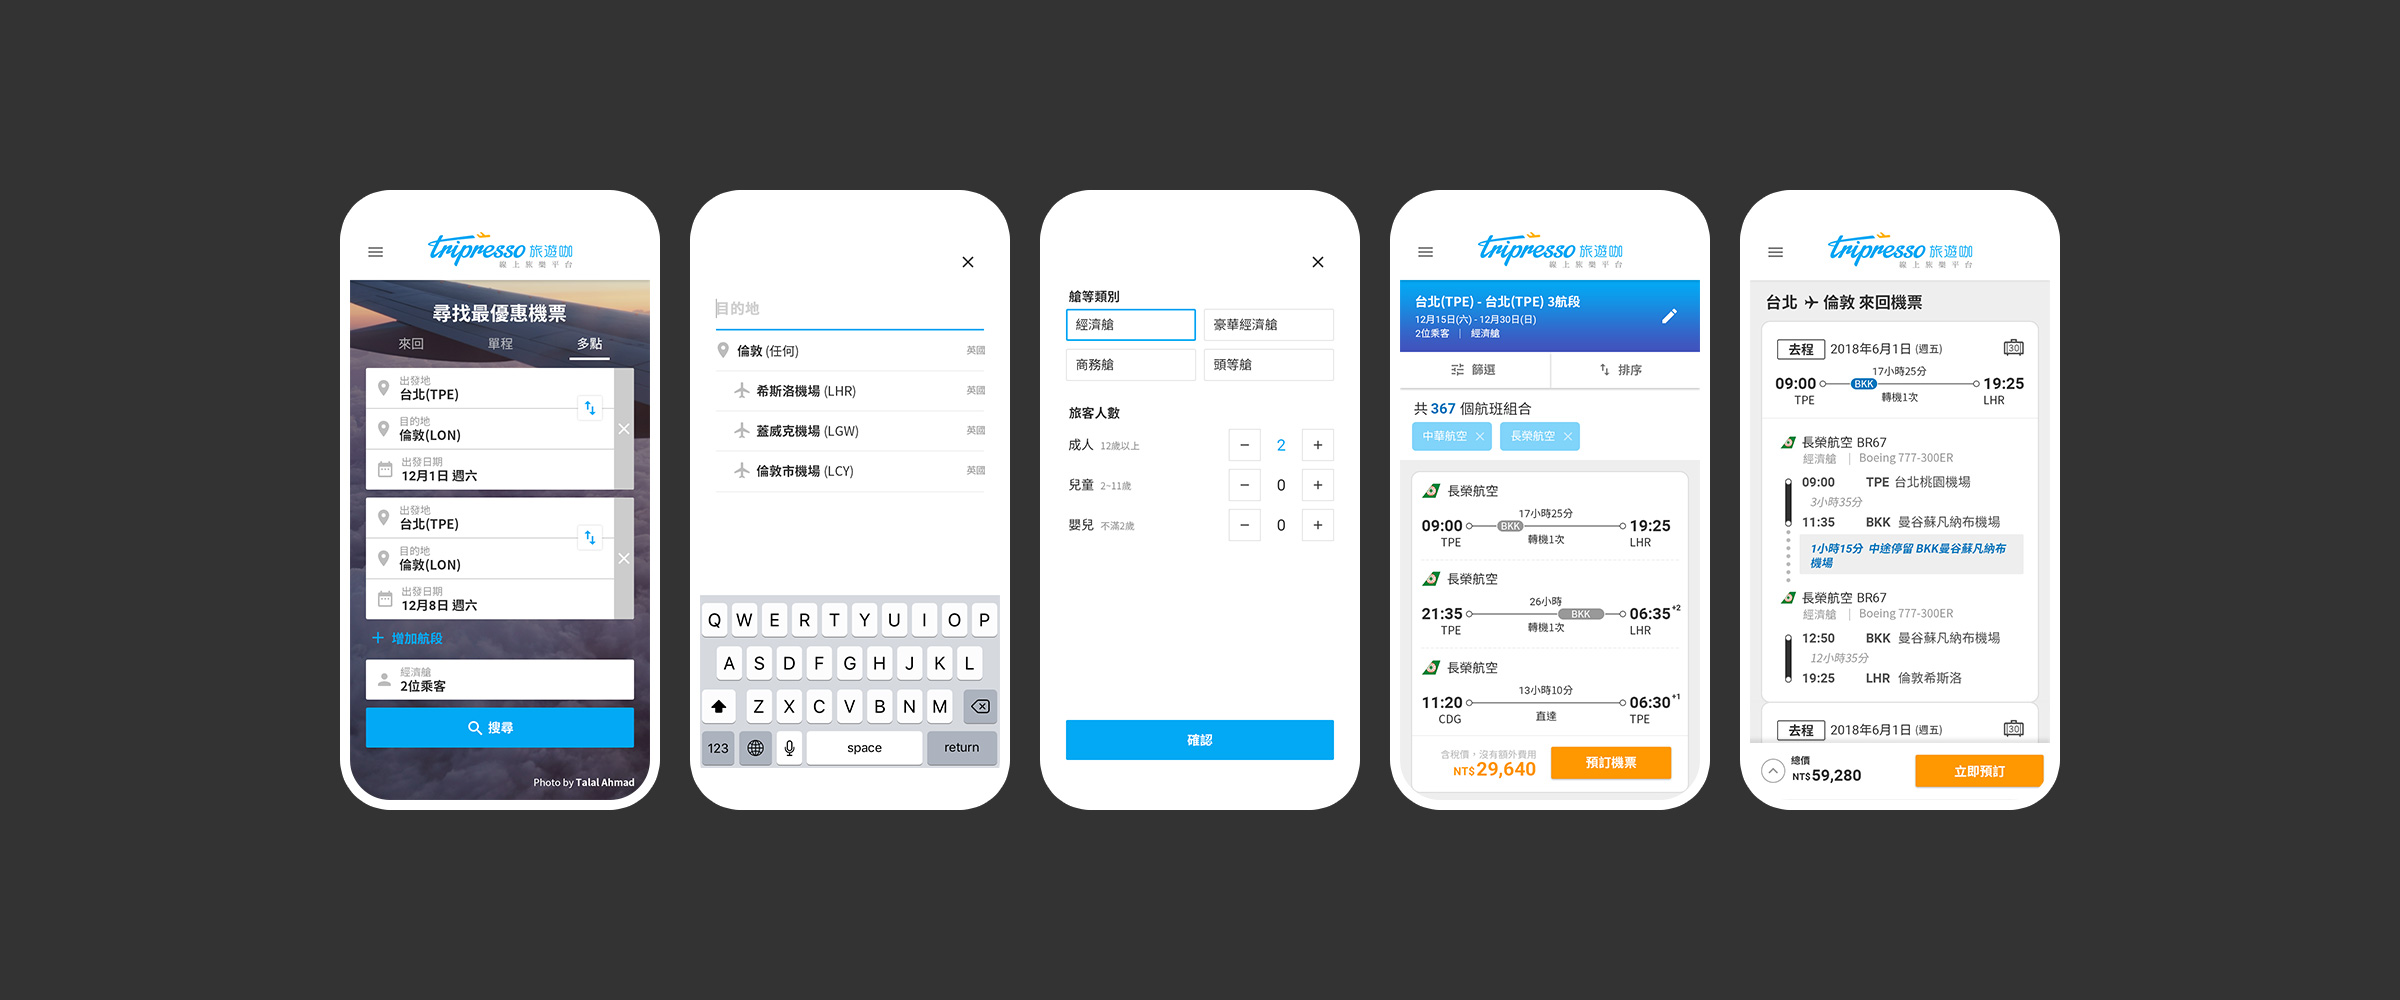 tripresso 旅遊咖
線上旅樂平台
尋找最優惠機票
來回 單程 多點
出發地
台北(TPE)
目的地
倫敦(LON)
出發日期
12月1日 週六
出發地
台北(TPE)
目的地
倫敦(LON)
出發日期
12月8日 週六
+ 增加航段
經濟艙
2位乘客
搜尋
Photo by Talal Ahmad
目的地
倫敦 (任何) 英國
希斯洛機場 (LHR) 英國
蓋威克機場 (LGW) 英國
倫敦市機場 (LCY) 英國
Q W E R T Y U I O P
A S D F G H J K L
Z X C V B N M
123 space return
艙等類別
經濟艙 豪華經濟艙
商務艙 頭等艙
旅客人數
成人 12歲以上 − 2 +
兒童 2~11歲 − 0 +
嬰兒 不滿2歲 − 0 +
確認
tripresso 旅遊咖
線上旅樂平台
台北(TPE) - 台北(TPE) 3航段
12月15日(六) - 12月30日(日)
2位乘客 | 經濟艙
篩選 排序
共 367 個航班組合
中華航空 × 長榮航空 ×
長榮航空
17小時25分
09:00 BKK 19:25
TPE 轉機1次 LHR
長榮航空
26小時
21:35 BKK 06:35+2
TPE 轉機1次 LHR
長榮航空
13小時10分
11:20 06:30+1
CDG 直達 TPE
含稅價，沒有額外費用
NT$29,640 預訂機票
tripresso 旅遊咖
線上旅樂平台
台北 倫敦 來回機票
去程 2018年6月1日 (週五) 30
17小時25分
09:00 BKK 19:25
TPE 轉機1次 LHR
長榮航空 BR67
經濟艙 | Boeing 777-300ER
09:00 TPE 台北桃園機場
3小時35分
11:35 BKK 曼谷蘇凡納布機場
1小時15分 中途停留 BKK曼谷蘇凡納布
機場
長榮航空 BR67
經濟艙 | Boeing 777-300ER
12:50 BKK 曼谷蘇凡納布機場
12小時35分
19:25 LHR 倫敦希斯洛
去程 2018年6月1日 (週五) 30
總價
NT$59,280 立即預訂